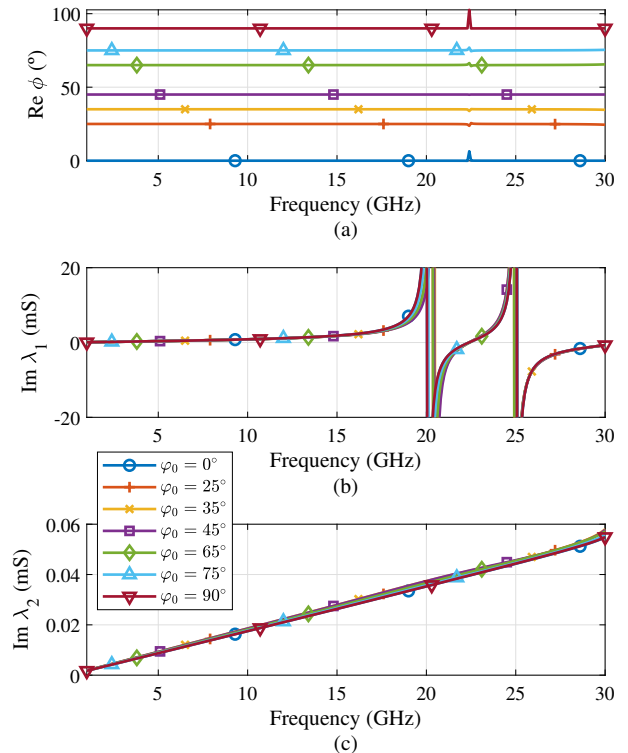 100
50
0
Re ϕ (°)
5 10 15 20 25 30
Frequency (GHz)
(a)
20
0
-20
Im λ₁ (mS)
5 10 15 20 25 30
Frequency (GHz)
(b)
φ₀ = 0°
φ₀ = 25°
φ₀ = 35°
φ₀ = 45°
φ₀ = 65°
φ₀ = 75°
φ₀ = 90°
0.06
0.04
0.02
0
Im λ₂ (mS)
5 10 15 20 25 30
Frequency (GHz)
(c)